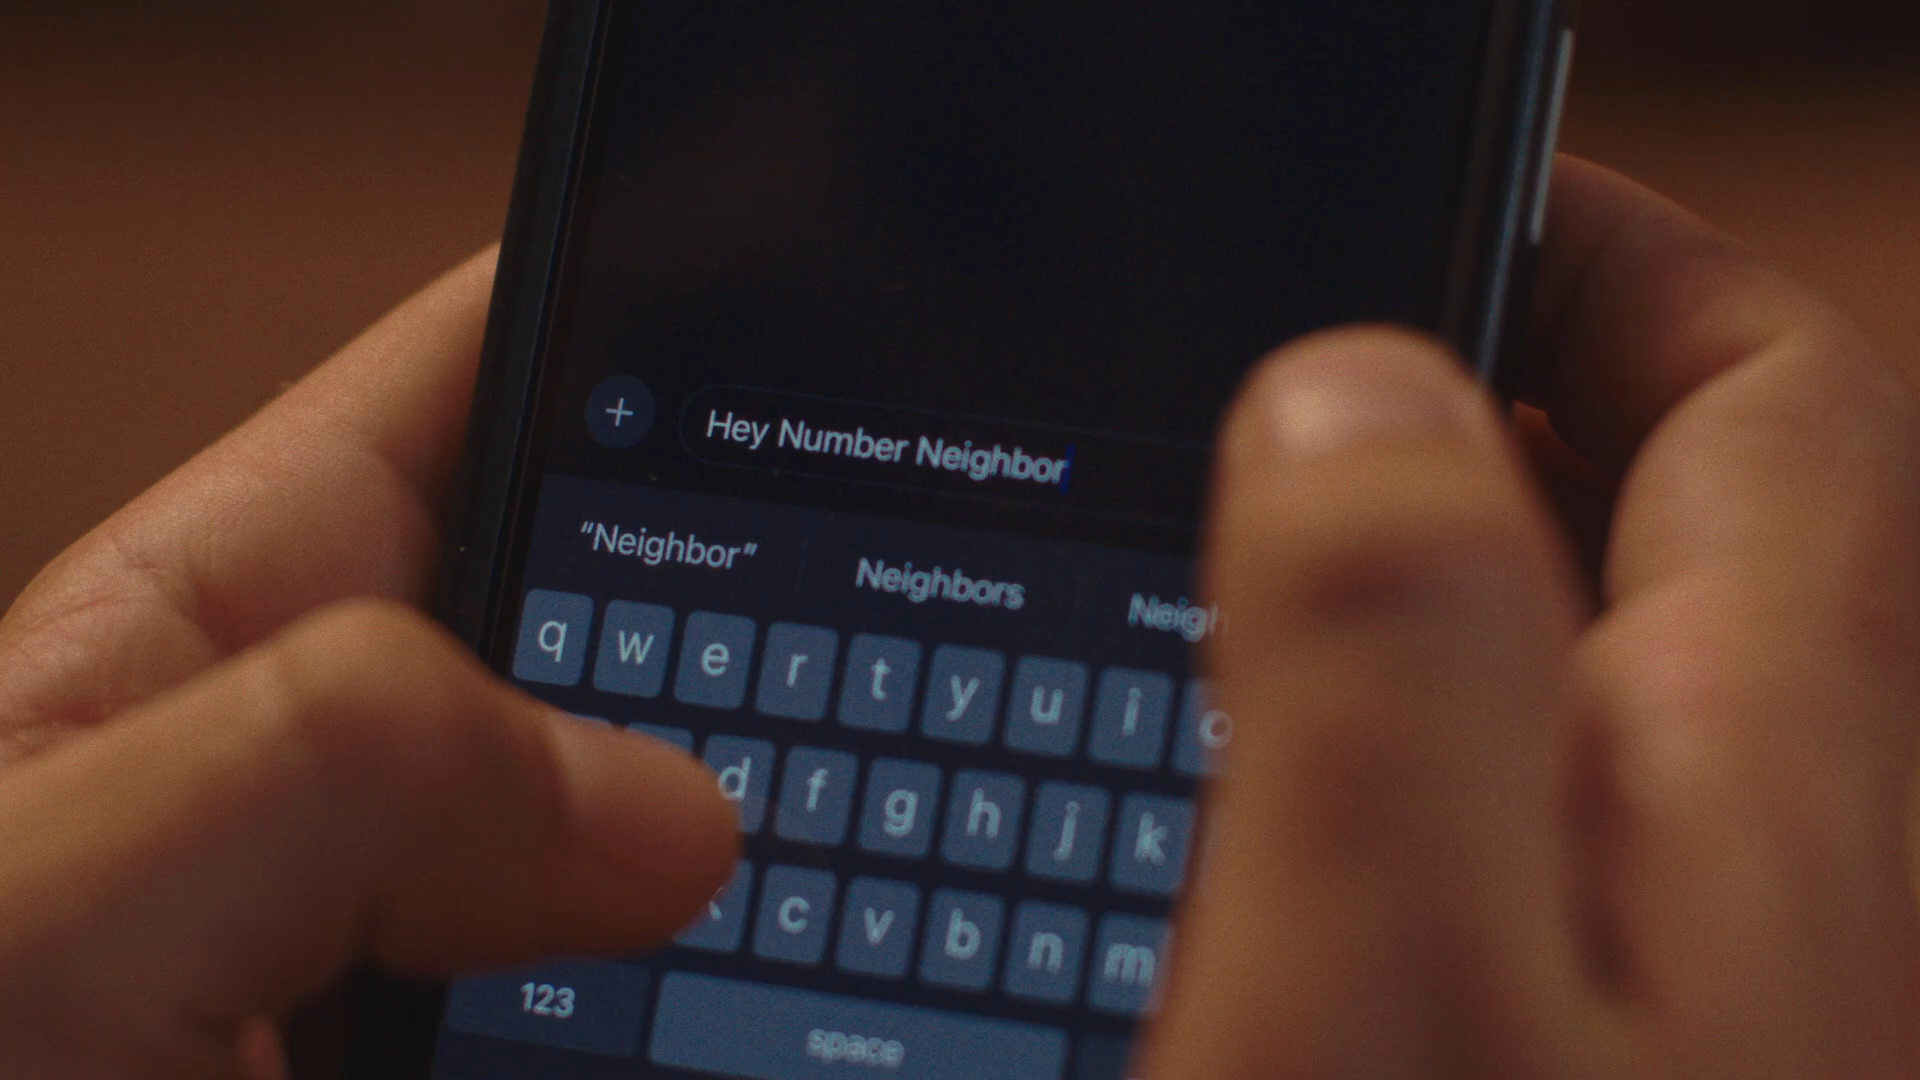 +
Hey Number Neighbor
“Neighbor” Neighbors
q w e r t y u i o
d f g h j k
c v b n m
123 space